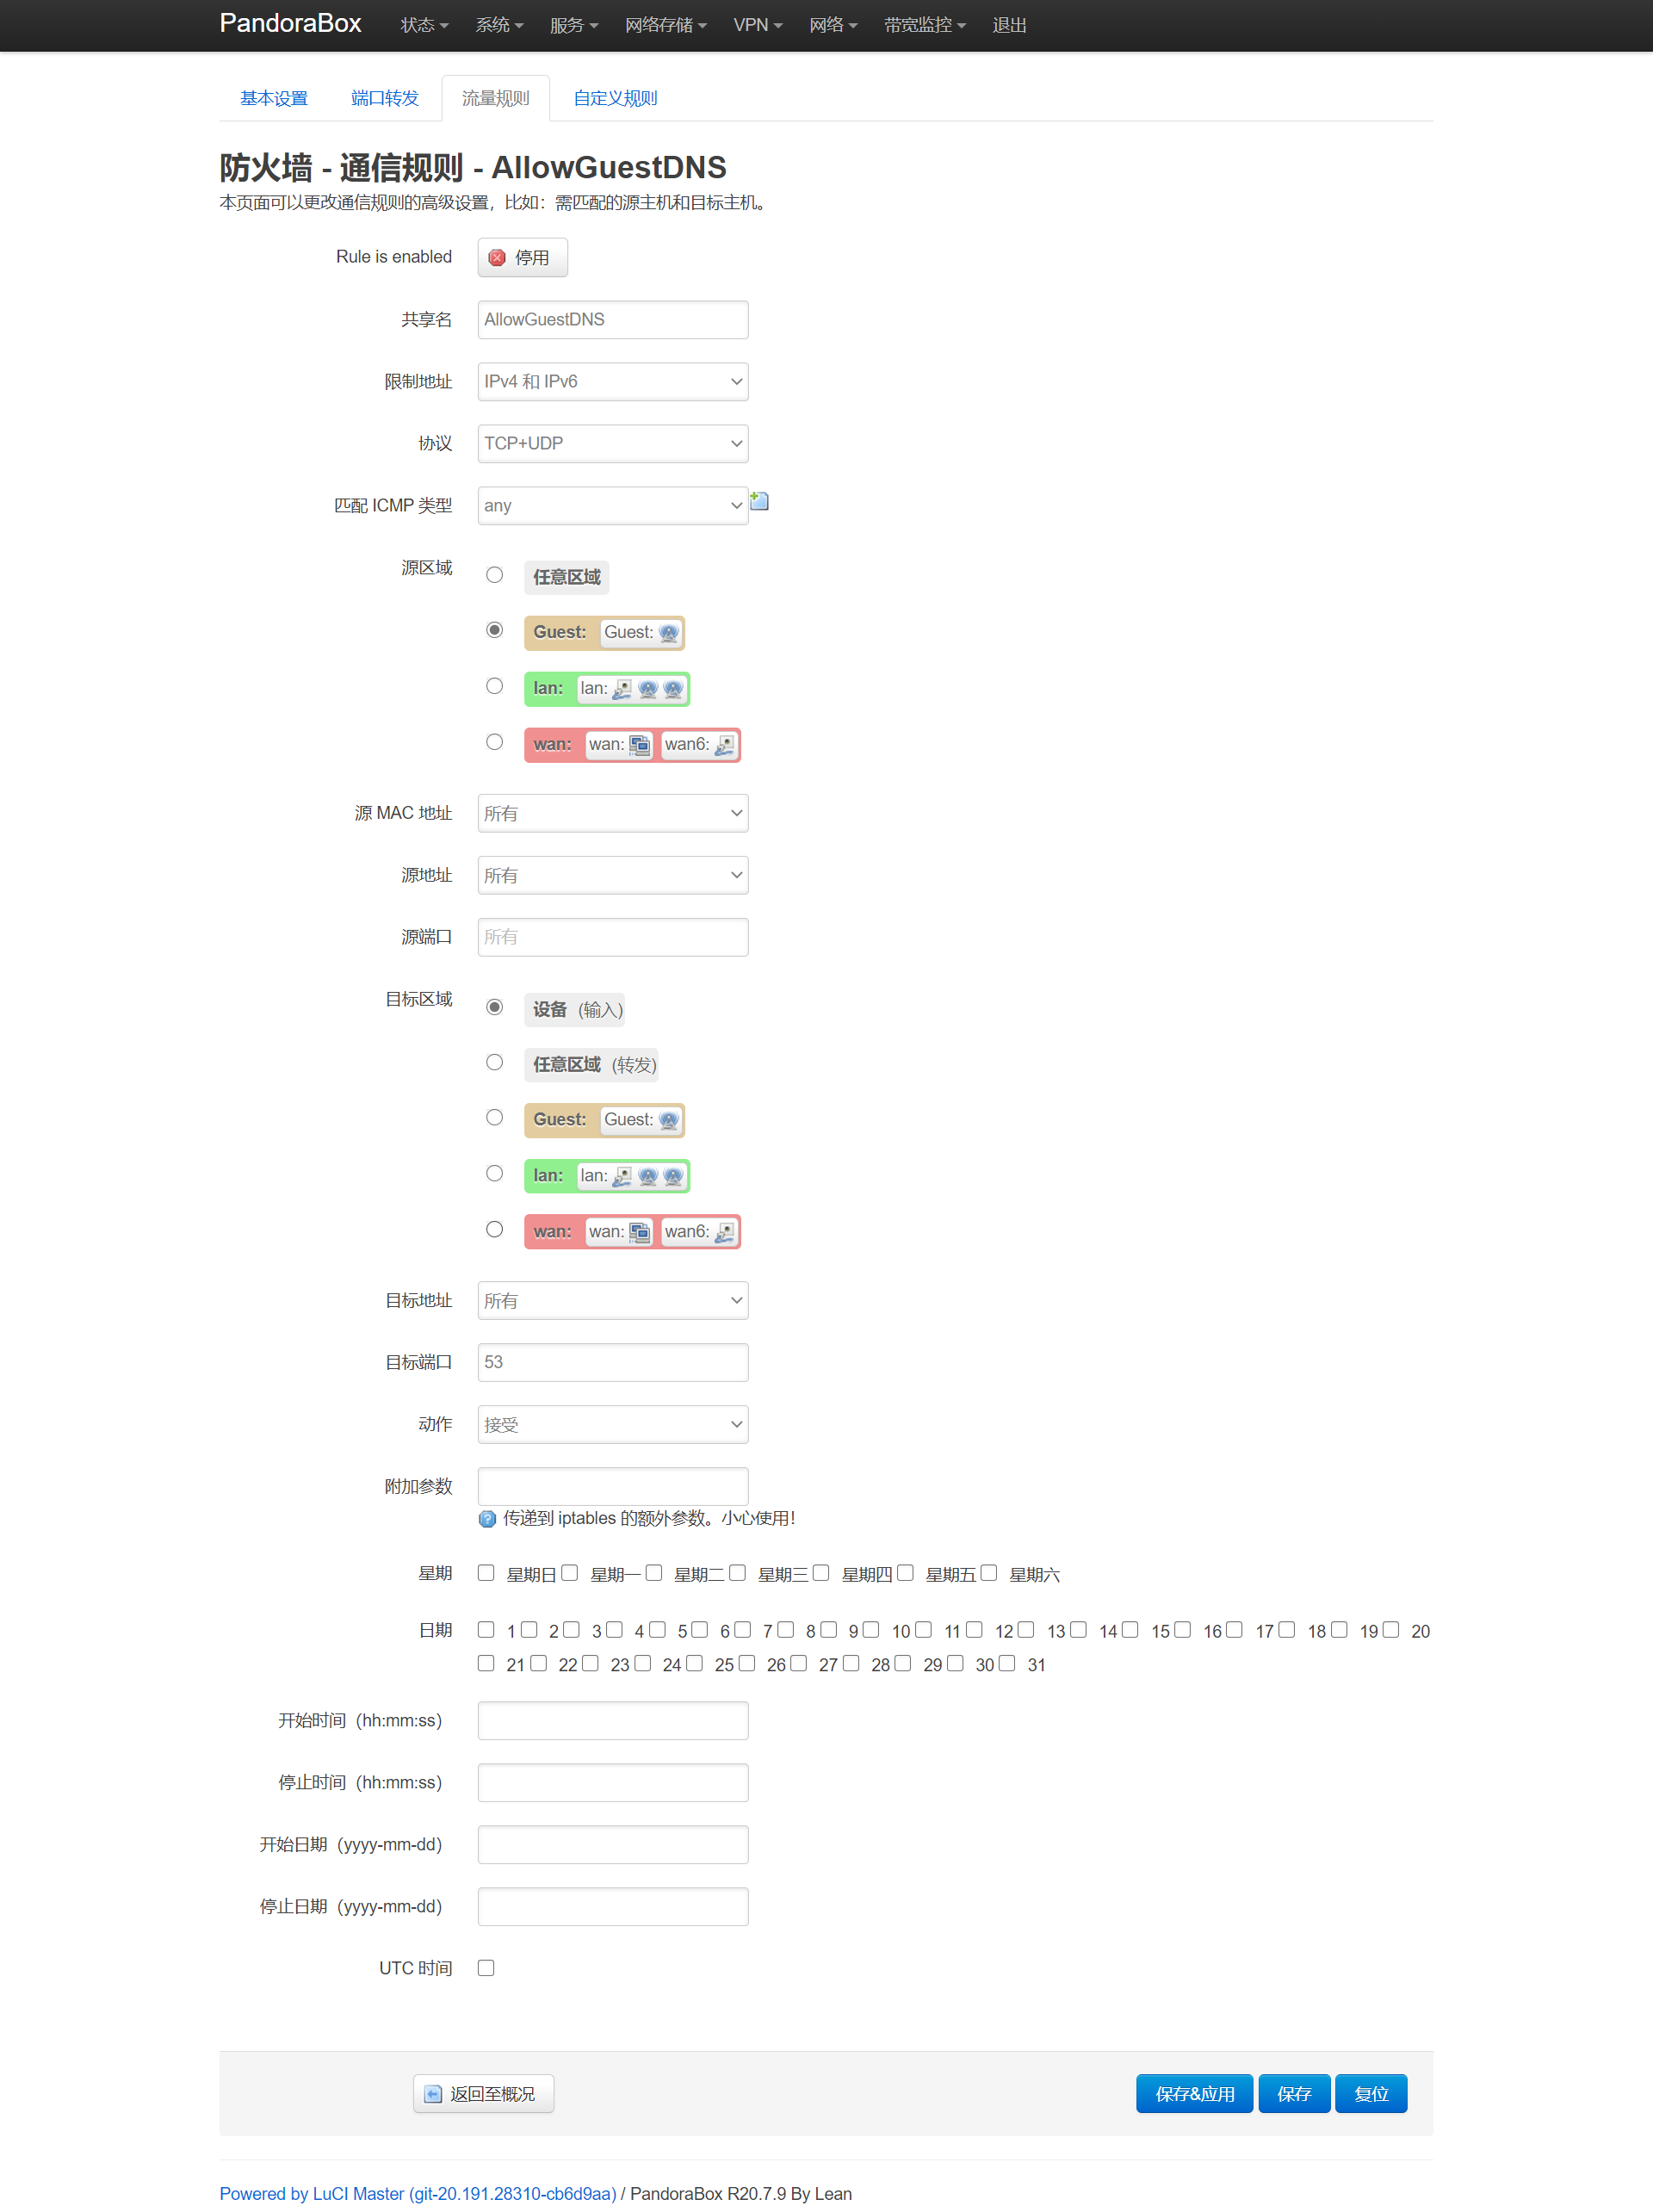 PandoraBox 状态 系统 服务 网络存储 VPN 网络 带宽监控 退出
基本设置 端口转发 流量规则 自定义规则
防火墙 - 通信规则 - AllowGuestDNS
本页面可以更改通信规则的高级设置，比如：需匹配的源主机和目标主机。
Rule is enabled 停用
共享名 AllowGuestDNS
限制地址 IPv4 和 IPv6
协议 TCP+UDP
匹配 ICMP 类型 any
源区域 任意区域
Guest: Guest:
lan: lan:
wan: wan: wan6:
源 MAC 地址 所有
源地址 所有
源端口 所有
目标区域 设备 (输入)
任意区域 (转发)
Guest: Guest:
lan: lan:
wan: wan: wan6:
目标地址 所有
目标端口 53
动作 接受
附加参数
传递到 iptables 的额外参数。小心使用！
星期 星期日 星期一 星期二 星期三 星期四 星期五 星期六
日期 1 2 3 4 5 6 7 8 9 10 11 12 13 14 15 16 17 18 19 20
21 22 23 24 25 26 27 28 29 30 31
开始时间（hh:mm:ss）
停止时间（hh:mm:ss）
开始日期（yyyy-mm-dd）
停止日期（yyyy-mm-dd）
UTC 时间
返回至概况 保存&应用 保存 复位
Powered by LuCI Master (git-20.191.28310-cb6d9aa) / PandoraBox R20.7.9 By Lean